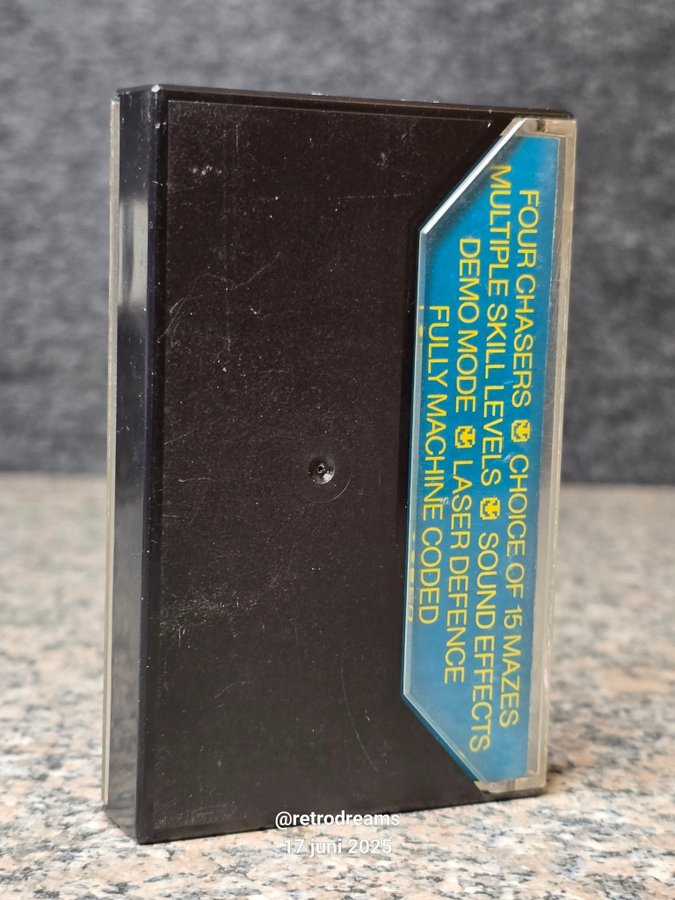 FOUR CHASERS CHOICE OF 15 MAZES
MULTIPLE SKILL LEVELS SOUND EFFECTS
DEMO MODE LASER DEFENCE
FULLY MACHINE CODED
@retrodreams
17 juni 2025